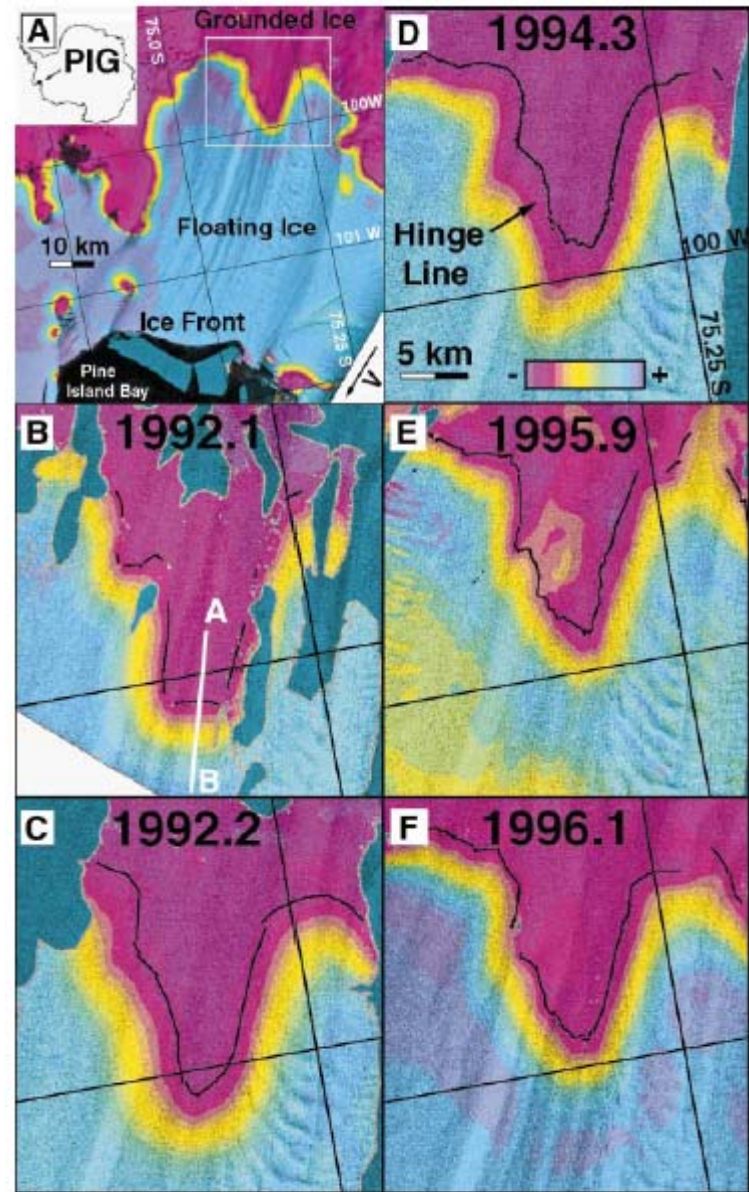 A
PIG
75.0 S
Grounded Ice
100W
Floating Ice
10 km
101 W
Ice Front
75.25 S
Pine
Island Bay
B
1992.1
A
B
C
1992.2
D
1994.3
Hinge
Line
100 W
5 km
- +
75.25 S
E
1995.9
F
1996.1